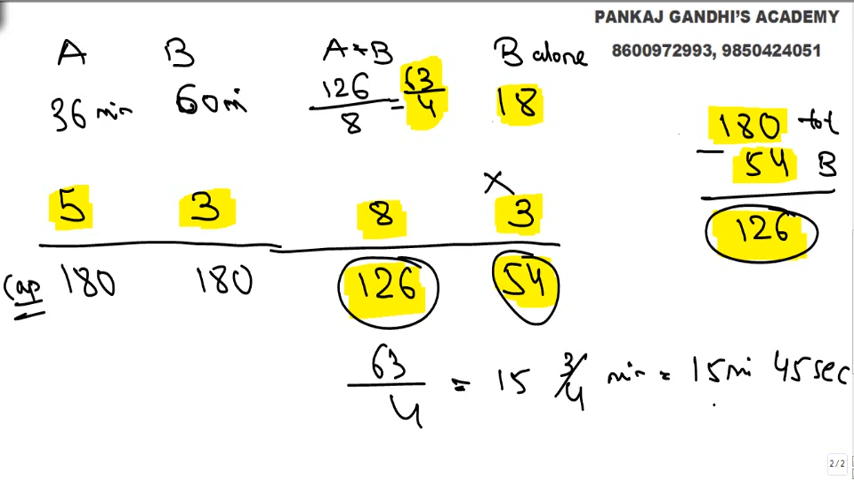 PANKAJ GANDHI'S ACADEMY
8600972993, 9850424051
A B A+B B alone
36 min 60 min 126/8 = 63/4 18
180 tot
- 54 B
126
5 3 8 × 3
Cap 180 180 126 54
63/4 = 15 3/4 min = 15 min 45 sec
2/2